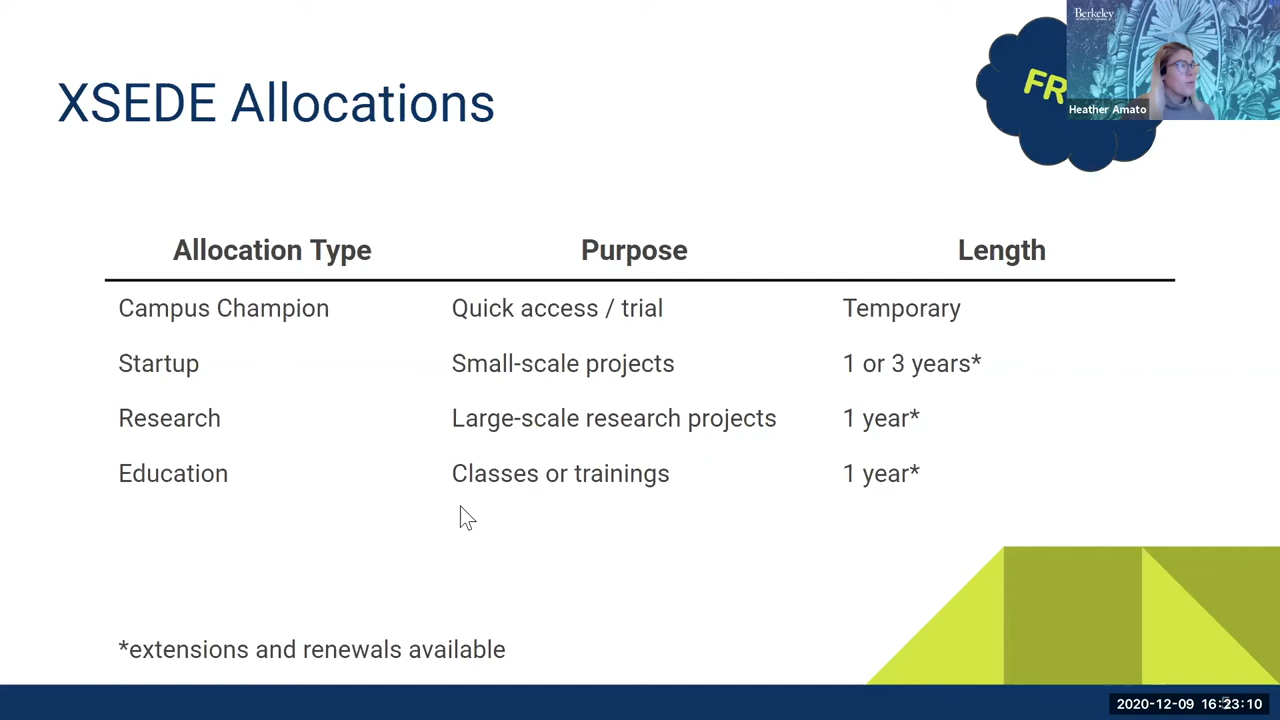 Berkeley
XSEDE Allocations
FR
Heather Amato
Allocation Type Purpose Length
Campus Champion Quick access / trial Temporary
Startup Small-scale projects 1 or 3 years*
Research Large-scale research projects 1 year*
Education Classes or trainings 1 year*
*extensions and renewals available
2020-12-09 16:23:10